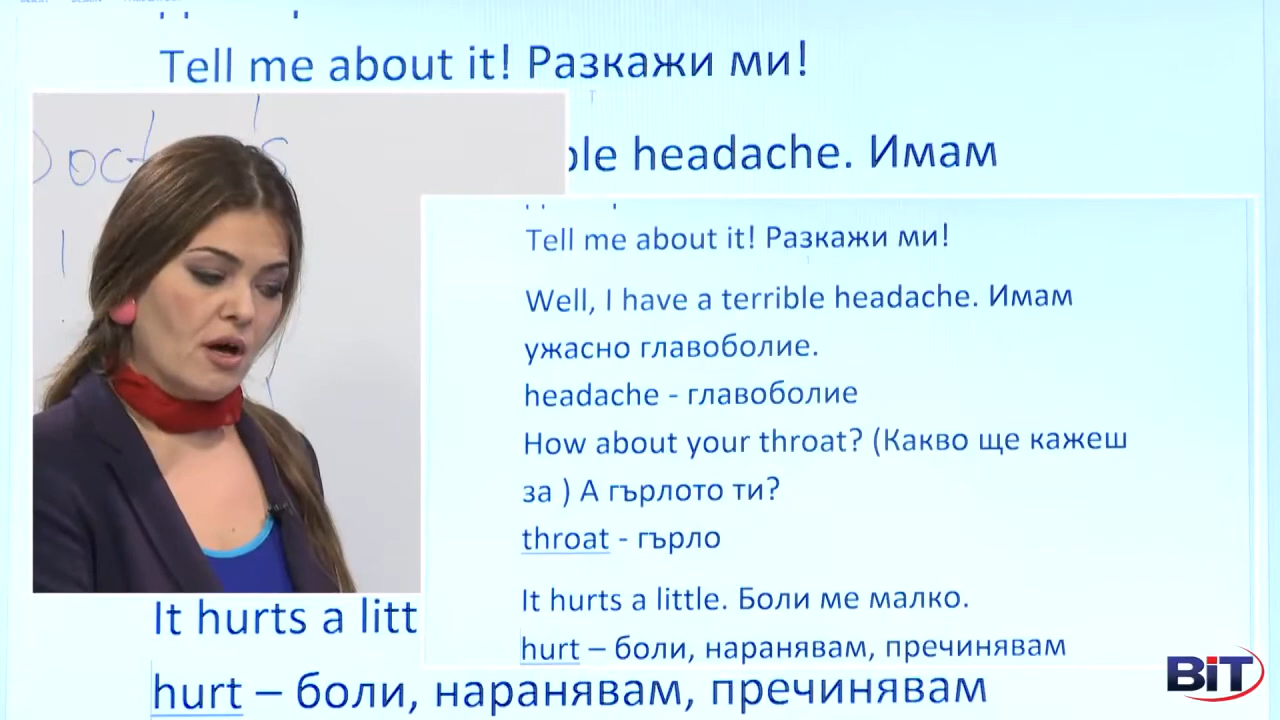 Tell me about it! Разкажи ми!
headache. Имам
Tell me about it! Разкажи ми!
Well, I have a terrible headache. Имам
ужасно главоболие.
headache - главоболие
How about your throat? (Какво ще кажеш
за ) А гърлото ти?
throat - гърло
It hurts a little. Боли ме малко.
hurt – боли, наранявам, пречинявам
It hurts a litt
hurt – боли, наранявам, пречинявам
BiT